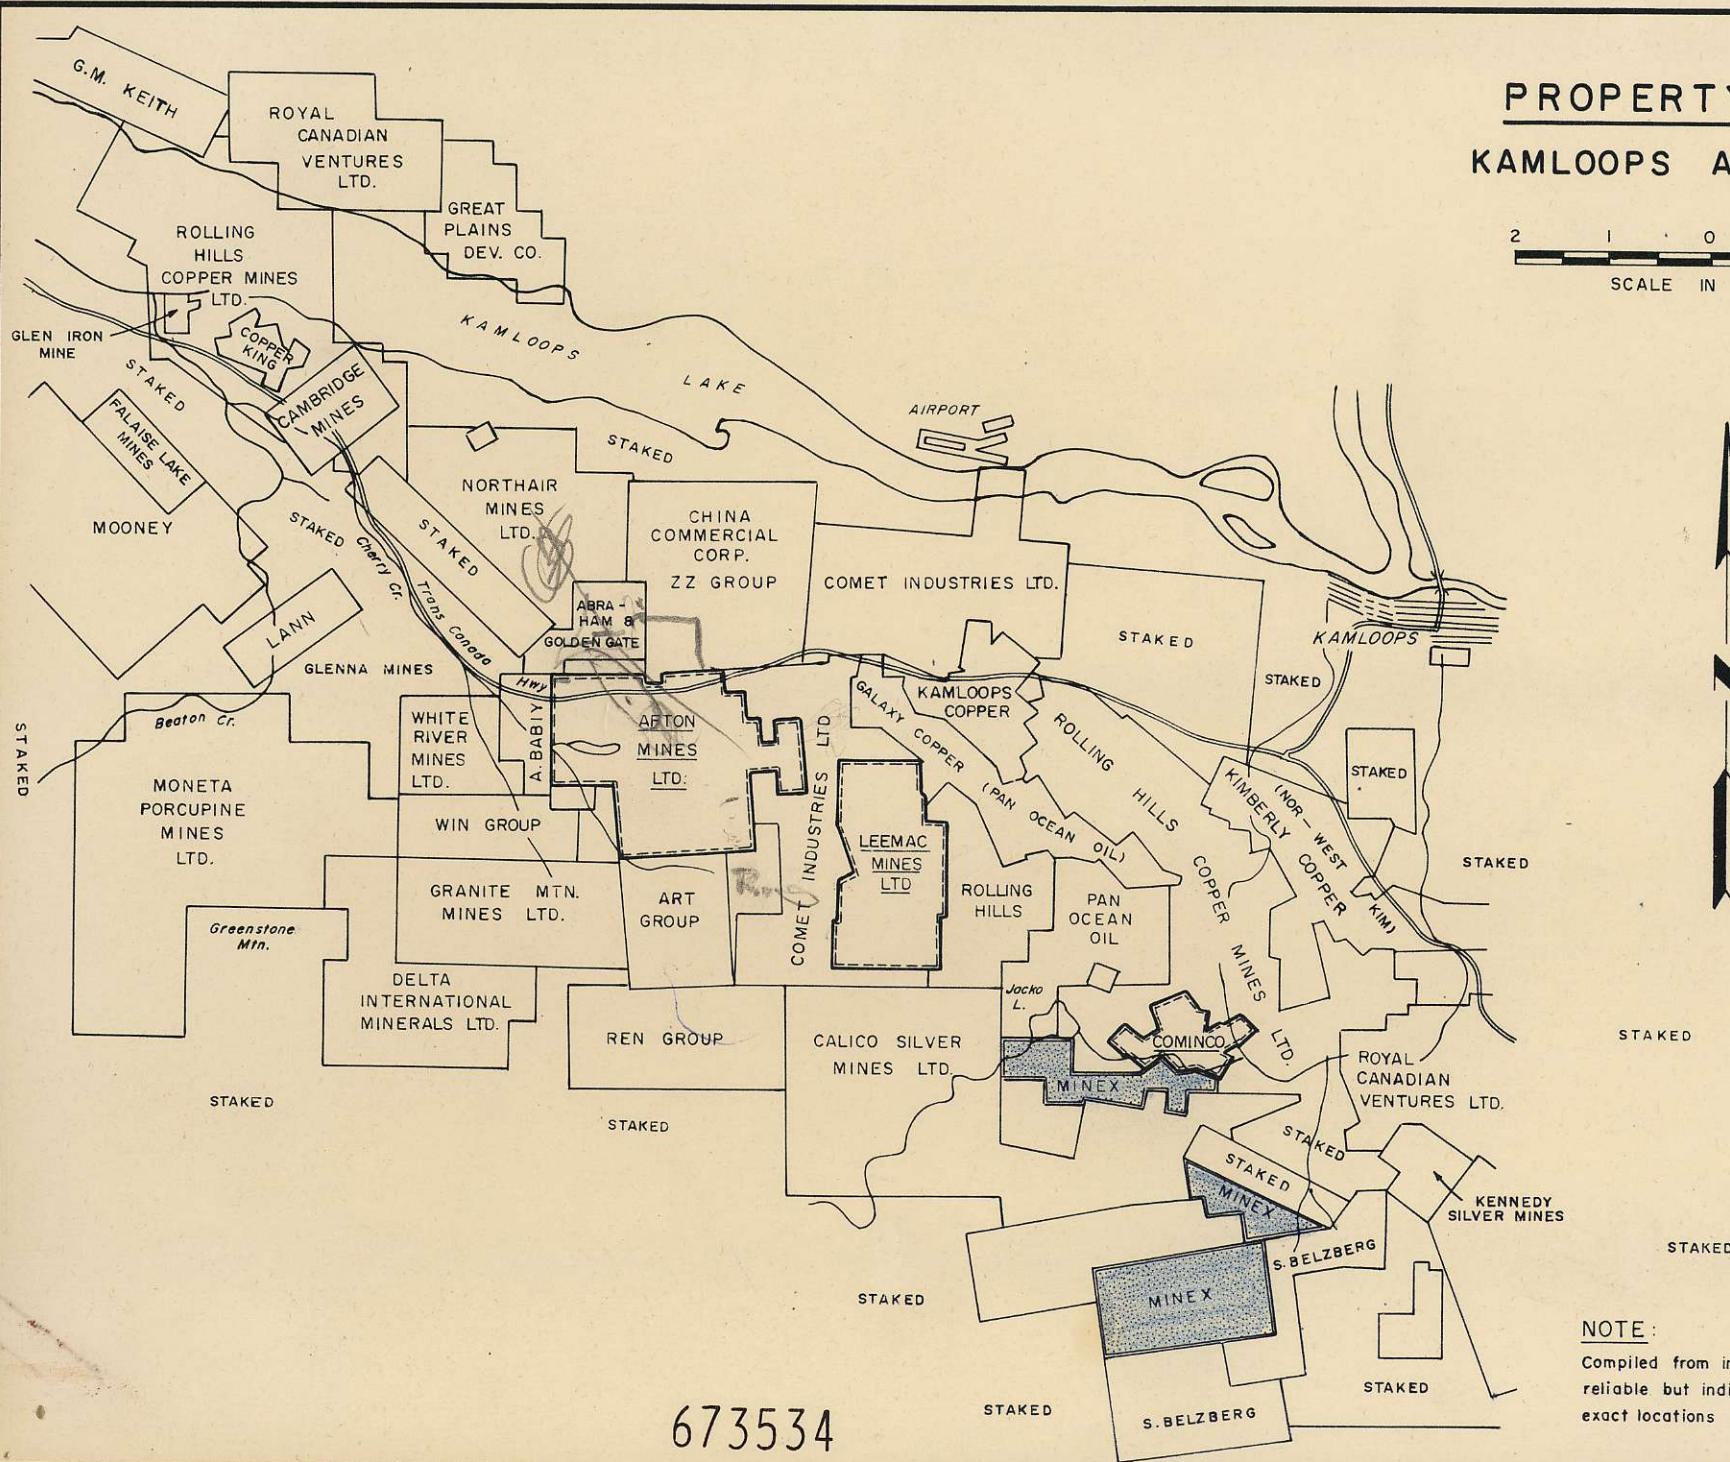 PROPERTY
KAMLOOPS A
2 1 0
SCALE IN
G.M. KEITH
ROYAL
CANADIAN
VENTURES
LTD.
GREAT
PLAINS
DEV. CO.
ROLLING
HILLS
COPPER MINES
LTD.
GLEN IRON
MINE
COPPER
KING
CAMBRIDGE
MINES
STAKED
FALAISE LAKE
MINES
MOONEY
KAMLOOPS LAKE
AIRPORT
STAKED
NORTHAIR
MINES
LTD.
STAKED
STAKED
Cherry Cr.
Trans Canada
Hwy
CHINA
COMMERCIAL
CORP.
ZZ GROUP
COMET INDUSTRIES LTD.
STAKED
KAMLOOPS
STAKED
ABRA-
HAM &
GOLDEN GATE
LANN
GLENNA MINES
Beaton Cr.
STAKED
WHITE
RIVER
MINES
LTD.
A. BABIY
AFTON
MINES
LTD.
COMET INDUSTRIES LTD
GALAXY COPPER (PAN OCEAN OIL)
KAMLOOPS
COPPER
ROLLING HILLS COPPER MINES LTD.
KIMBERLY COPPER
(NOR-WEST KIM)
STAKED
STAKED
MONETA
PORCUPINE
MINES
LTD.
WIN GROUP
LEEMAC
MINES
LTD
GRANITE MTN.
MINES LTD.
ART
GROUP
ROLLING
HILLS
PAN
OCEAN
OIL
Greenstone
Mtn.
DELTA
INTERNATIONAL
MINERALS LTD.
REN GROUP
CALICO SILVER
MINES LTD.
Jacko
L.
COMINCO
MINEX
ROYAL
CANADIAN
VENTURES LTD.
STAKED
STAKED
STAKED
STAKED
STAKED
MINEX
KENNEDY
SILVER MINES
STAKED
S. BELZBERG
MINEX
STAKED
STAKED
STAKED
S. BELZBERG
NOTE:
Compiled from
reliable but
exact locations
673534